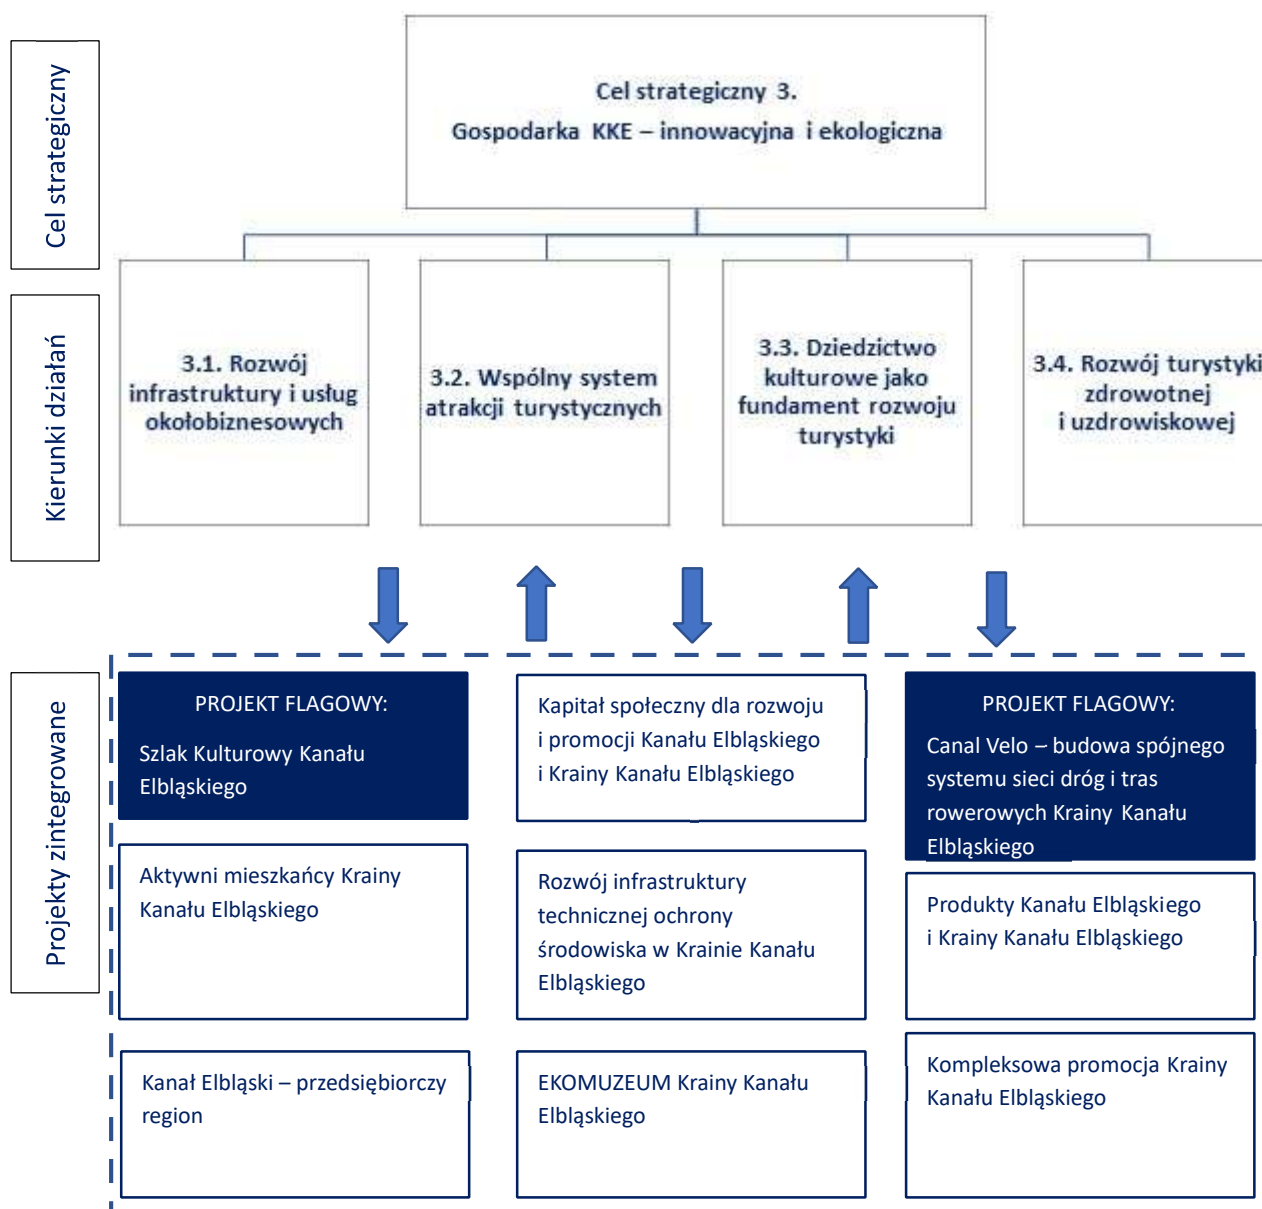 Cel strategiczny
Cel strategiczny 3.
Gospodarka KKE – innowacyjna i ekologiczna
Kierunki działań
3.1. Rozwój
infrastruktury i usług
okołobiznesowych
3.2. Wspólny system
atrakcji turystycznych
3.3. Dziedzictwo
kulturowe jako
fundament rozwoju
turystyki
3.4. Rozwój turystyki
zdrowotnej
i uzdrowiskowej
Projekty zintegrowane
PROJEKT FLAGOWY:
Szlak Kulturowy Kanału
Elbląskiego
Kapitał społeczny dla rozwoju
i promocji Kanału Elbląskiego
i Krainy Kanału Elbląskiego
PROJEKT FLAGOWY:
Canal Velo – budowa spójnego
systemu sieci dróg i tras
rowerowych Krainy Kanału
Elbląskiego
Aktywni mieszkańcy Krainy
Kanału Elbląskiego
Rozwój infrastruktury
technicznej ochrony
środowiska w Krainie Kanału
Elbląskiego
Produkty Kanału Elbląskiego
i Krainy Kanału Elbląskiego
Kanał Elbląski – przedsiębiorczy
region
EKOMUZEUM Krainy Kanału
Elbląskiego
Kompleksowa promocja Krainy
Kanału Elbląskiego